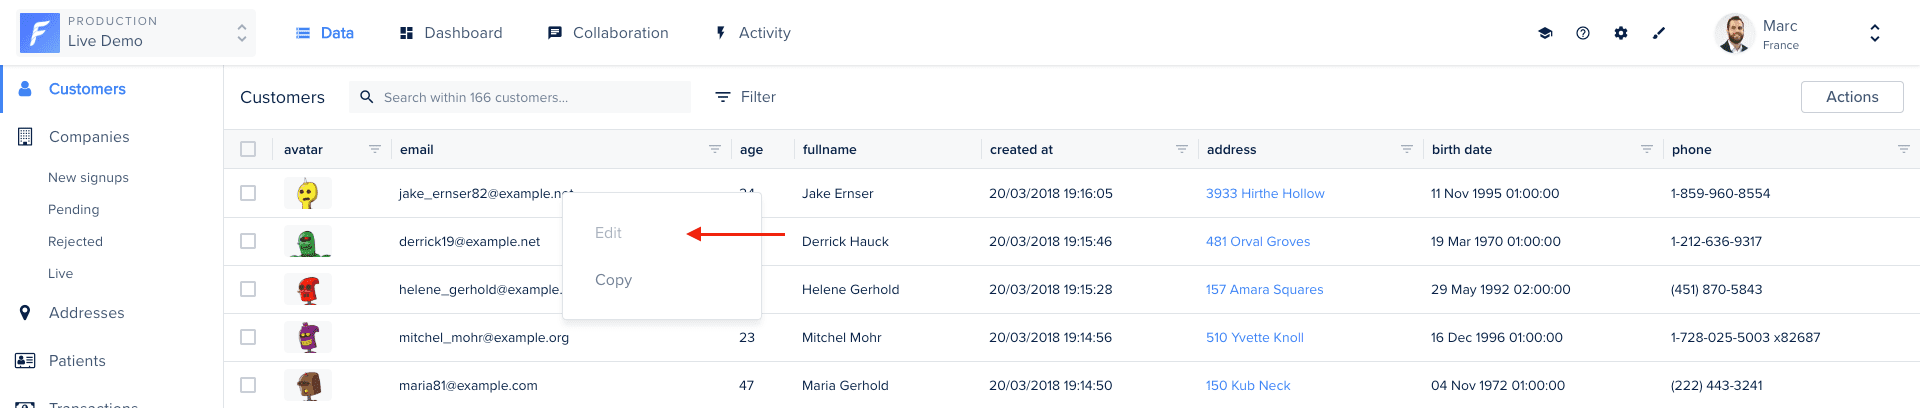 PRODUCTION
Live Demo
Data
Dashboard
Collaboration
Activity
Marc
France
Customers
Companies
New signups
Pending
Rejected
Live
Addresses
Patients
Transactions
Customers
Search within 166 customers...
Filter
Actions
avatar email age fullname created at address birth date phone
jake_ernser82@example.net Jake Ernser 20/03/2018 19:16:05 3933 Hirthe Hollow 11 Nov 1995 01:00:00 1-859-960-8554
derrick19@example.net Derrick Hauck 20/03/2018 19:15:46 481 Orval Groves 19 Mar 1970 01:00:00 1-212-636-9317
helene_gerhold@example. Helene Gerhold 20/03/2018 19:15:28 157 Amara Squares 29 May 1992 02:00:00 (451) 870-5843
mitchel_mohr@example.org 23 Mitchel Mohr 20/03/2018 19:14:56 510 Yvette Knoll 16 Dec 1996 01:00:00 1-728-025-5003 x82687
maria81@example.com 47 Maria Gerhold 20/03/2018 19:14:50 150 Kub Neck 04 Nov 1972 01:00:00 (222) 443-3241
Edit
Copy